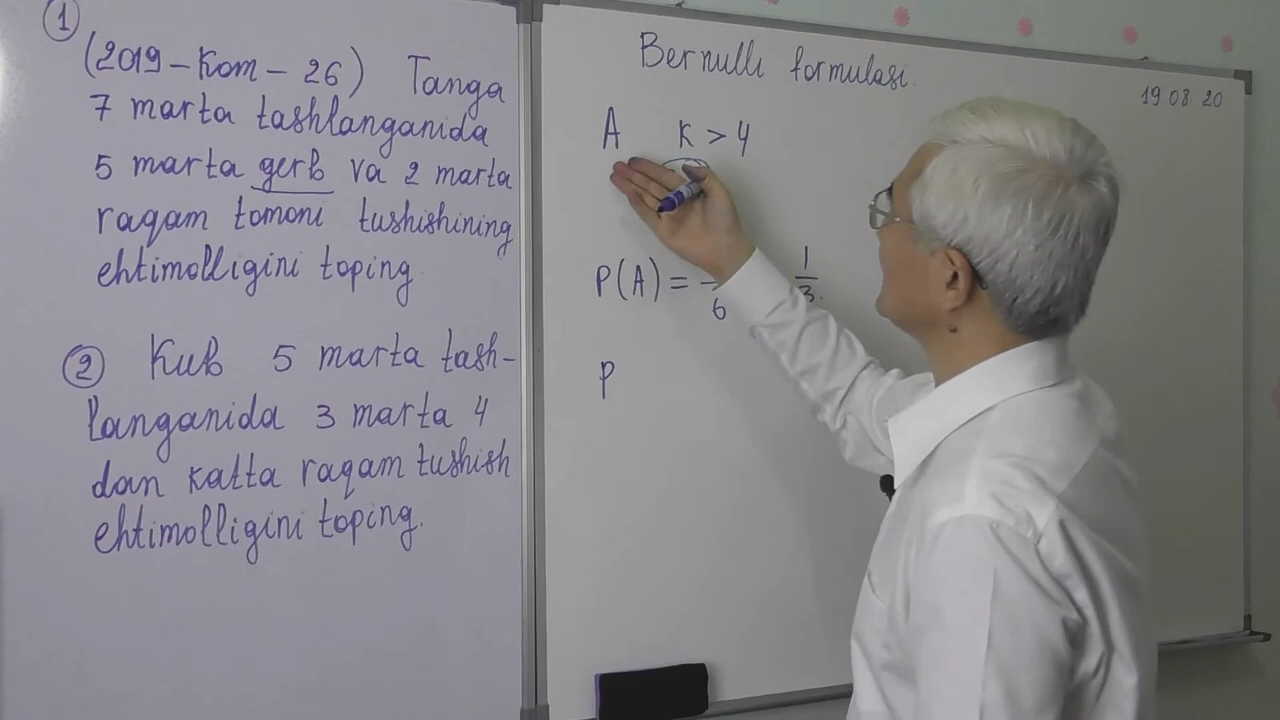 1
(2019-Kom-26) Tanga
7 marta tashlanganida
5 marta gerb va 2 marta
raqam tomoni tushishining
ehtimolligini toping.
2 Kub 5 marta tash-
langanida 3 marta 4
dan katta raqam tushish
ehtimolligini toping.
Bernulli formulasi.
19 08 20
A K > 4
P(A) = 6 1/3.
P